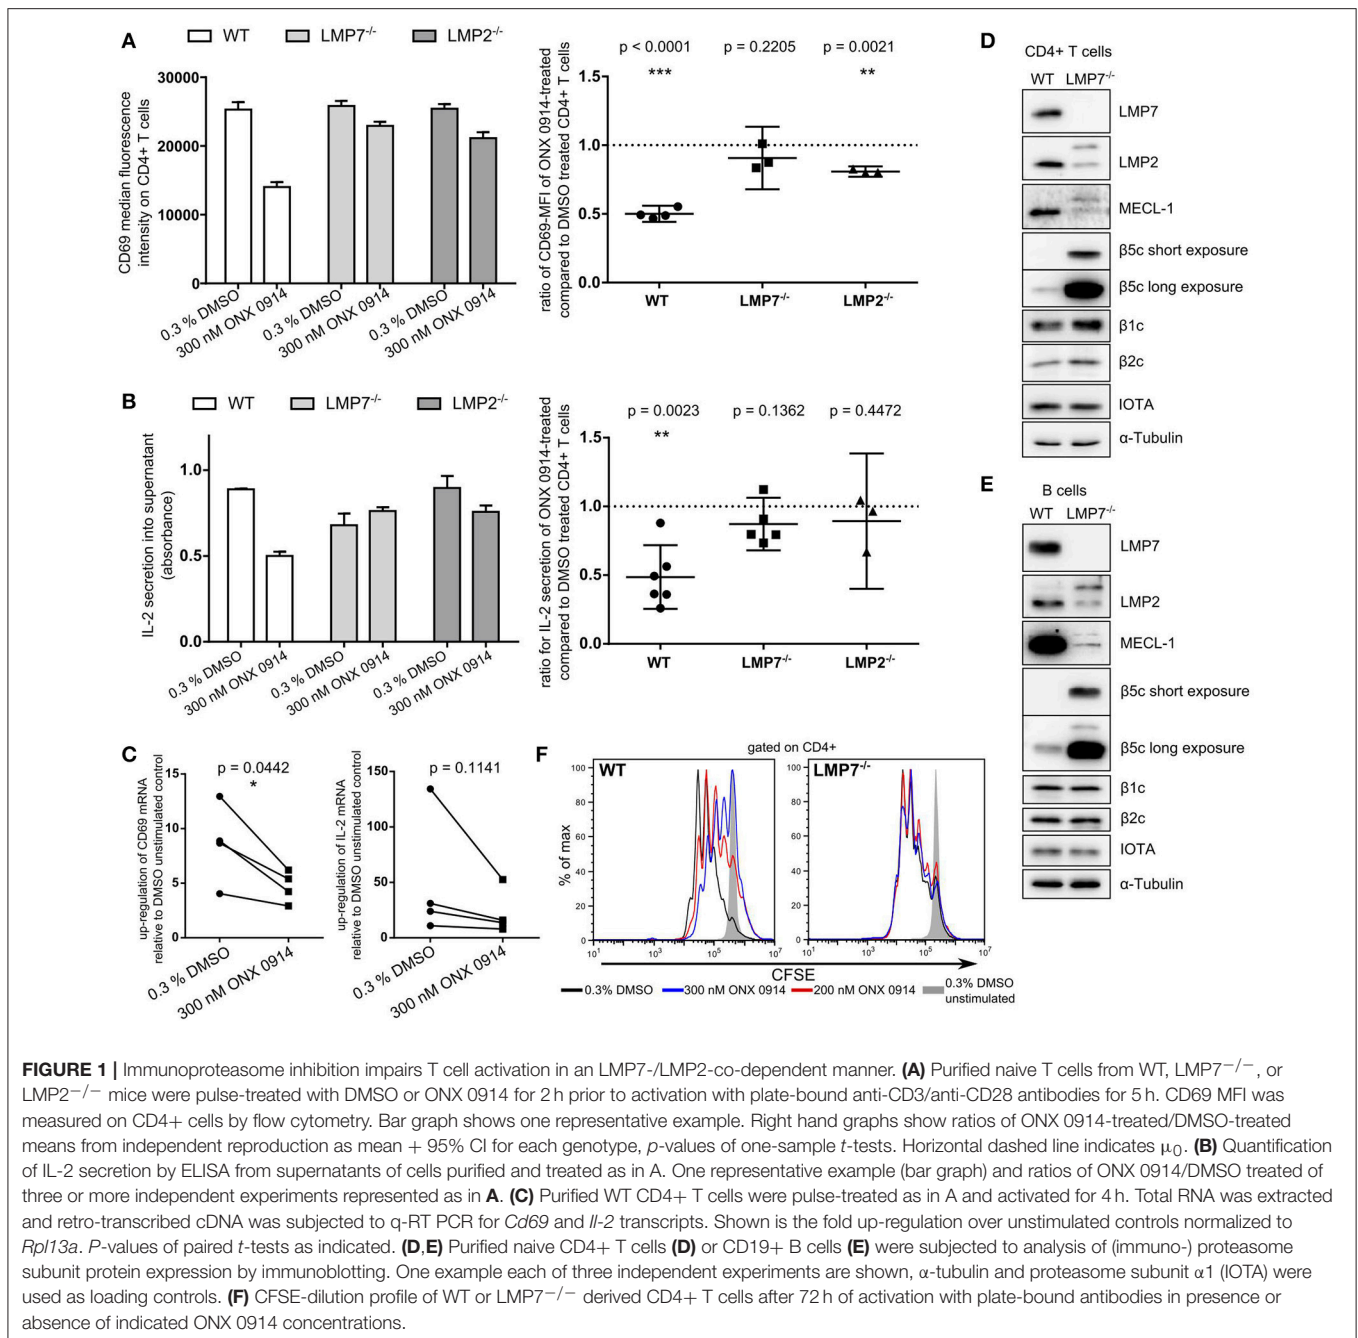 A
WT LMP7-/- LMP2-/-
CD69 median fluorescence
intensity on CD4+ T cells
30000
20000
10000
0
0.3 % DMSO
300 nM ONX 0914
0.3 % DMSO
300 nM ONX 0914
0.3 % DMSO
300 nM ONX 0914
p < 0.0001 p = 0.2205 p = 0.0021
*** **
ratio of CD69-MFI of ONX 0914-treated
compared to DMSO treated CD4+ T cells
1.5
1.0
0.5
0.0
WT LMP7-/- LMP2-/-
B
WT LMP7-/- LMP2-/-
IL-2 secretion into supernatant
(absorbance)
1.0
0.5
0.0
0.3 % DMSO
300 nM ONX 0914
0.3 % DMSO
300 nM ONX 0914
0.3 % DMSO
300 nM ONX 0914
p = 0.0023 p = 0.1362 p = 0.4472
**
ratio for IL-2 secretion of ONX 0914-treated
compared to DMSO treated CD4+ T cells
1.5
1.0
0.5
0.0
WT LMP7-/- LMP2-/-
C
p = 0.0442
*
up-regulation of CD69 mRNA
relative to DMSO unstimulated control
15
10
5
0
0.3 % DMSO
300 nM ONX 0914
p = 0.1141
up-regulation of IL-2 mRNA
relative to DMSO unstimulated control
150
100
50
0
0.3 % DMSO
300 nM ONX 0914
D
CD4+ T cells
WT LMP7-/-
LMP7
LMP2
MECL-1
β5c short exposure
β5c long exposure
β1c
β2c
IOTA
α-Tubulin
E
B cells
WT LMP7-/-
LMP7
LMP2
MECL-1
β5c short exposure
β5c long exposure
β1c
β2c
IOTA
α-Tubulin
F
gated on CD4+
WT LMP7-/-
% of max
100
80
60
40
20
0
10¹ 10³ 10⁵ 10⁷
100
80
60
40
20
0
10¹ 10³ 10⁵ 10⁷
CFSE
0.3% DMSO 300 nM ONX 0914 200 nM ONX 0914 0.3% DMSO
unstimulated
FIGURE 1 | Immunoproteasome inhibition impairs T cell activation in an LMP7-/LMP2-co-dependent manner. (A) Purified naive T cells from WT, LMP7−/−, or
LMP2−/− mice were pulse-treated with DMSO or ONX 0914 for 2 h prior to activation with plate-bound anti-CD3/anti-CD28 antibodies for 5 h. CD69 MFI was
measured on CD4+ cells by flow cytometry. Bar graph shows one representative example. Right hand graphs show ratios of ONX 0914-treated/DMSO-treated
means from independent reproduction as mean + 95% CI for each genotype, p-values of one-sample t-tests. Horizontal dashed line indicates μ0. (B) Quantification
of IL-2 secretion by ELISA from supernatants of cells purified and treated as in A. One representative example (bar graph) and ratios of ONX 0914/DMSO treated of
three or more independent experiments represented as in A. (C) Purified WT CD4+ T cells were pulse-treated as in A and activated for 4 h. Total RNA was extracted
and retro-transcribed cDNA was subjected to q-RT PCR for Cd69 and Il-2 transcripts. Shown is the fold up-regulation over unstimulated controls normalized to
Rpl13a. P-values of paired t-tests as indicated. (D,E) Purified naive CD4+ T cells (D) or CD19+ B cells (E) were subjected to analysis of (immuno-) proteasome
subunit protein expression by immunoblotting. One example each of three independent experiments are shown, α-tubulin and proteasome subunit α1 (IOTA) were
used as loading controls. (F) CFSE-dilution profile of WT or LMP7−/− derived CD4+ T cells after 72 h of activation with plate-bound antibodies in presence or
absence of indicated ONX 0914 concentrations.